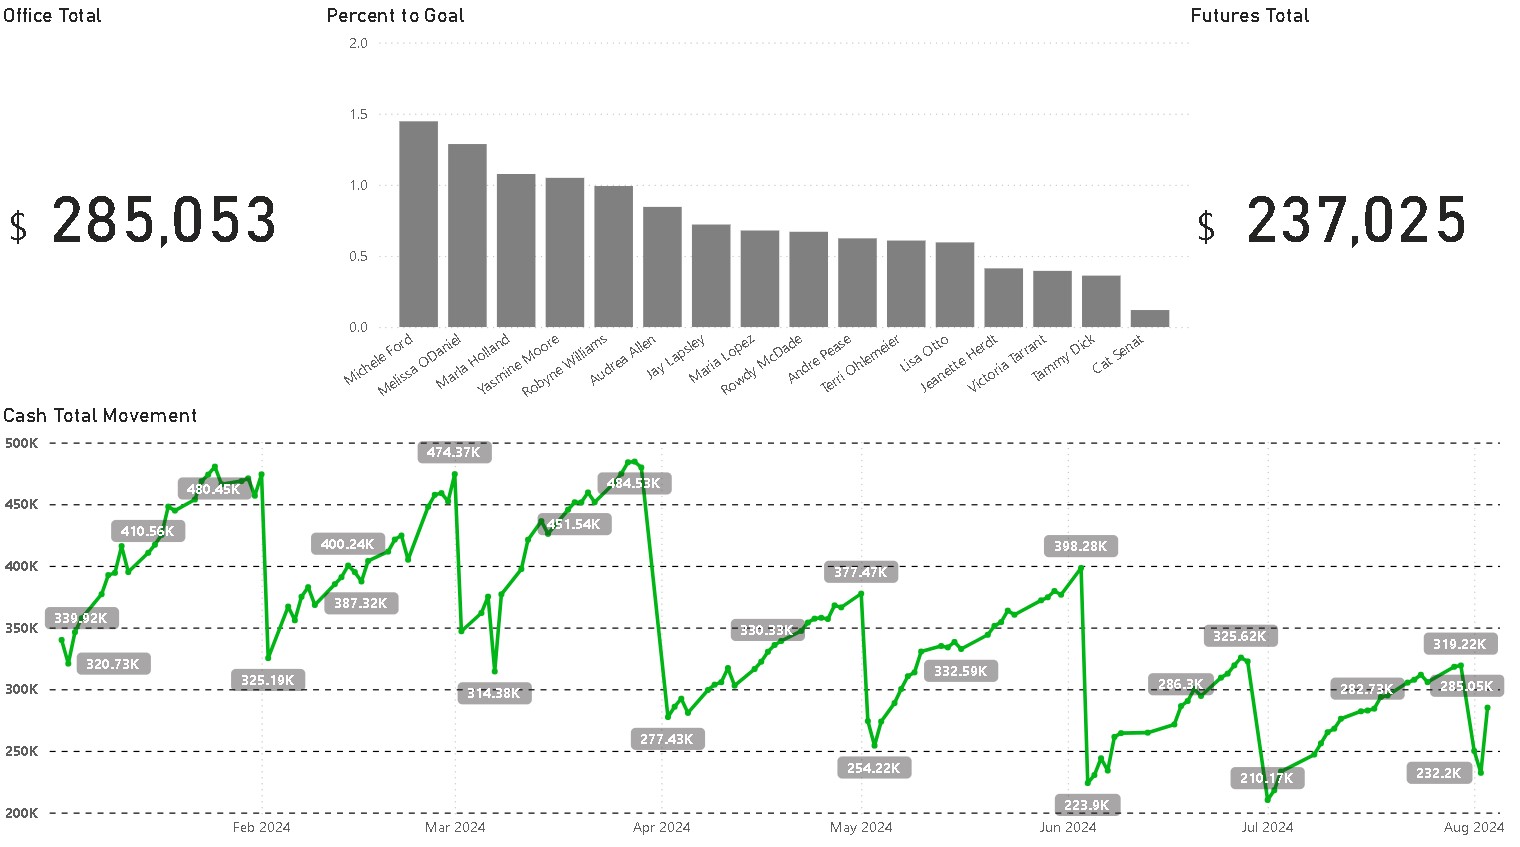 Office Total
$ 285,053
Percent to Goal
2.0
1.5
1.0
0.5
0.0
Michele Ford
Melissa ODaniel
Marla Holland
Yasmine Moore
Robyne Williams
Audrea Allen
Jay Lapsley
Maria Lopez
Rowdy McDade
Andre Pease
Terri Ohlemeier
Lisa Otto
Jeanette Herdt
Victoria Tarrant
Tammy Dick
Cat Senat
Futures Total
$ 237,025
Cash Total Movement
500K
450K
400K
350K
300K
250K
200K
339.92K
320.73K
410.56K
480.45K
325.19K
400.24K
387.32K
474.37K
314.38K
451.54K
484.53K
277.43K
330.33K
377.47K
254.22K
332.59K
398.28K
223.9K
286.3K
325.62K
210.17K
282.73K
319.22K
285.05K
232.2K
Feb 2024
Mar 2024
Apr 2024
May 2024
Jun 2024
Jul 2024
Aug 2024